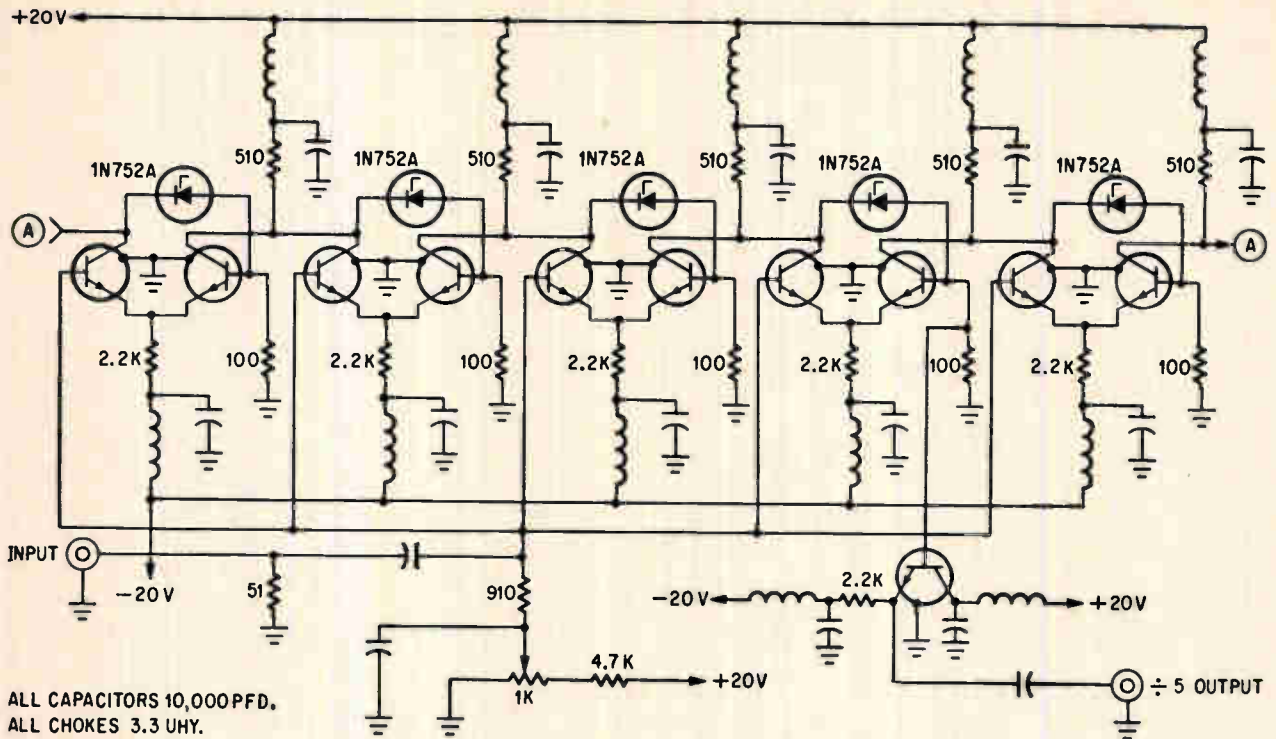 +20V
510
510
510
510
510
1N752A
1N752A
1N752A
1N752A
1N752A
A
A
2.2K
100
2.2K
100
2.2K
100
2.2K
100
2.2K
100
INPUT
-20V
51
910
2.2K
-20V
+20V
4.7K
+20V
1K
÷ 5 OUTPUT
ALL CAPACITORS 10,000 PFD.
ALL CHOKES 3.3 UHY.